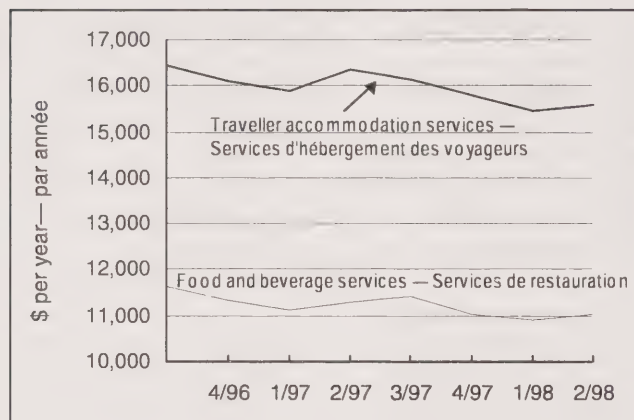 17,000
16,000
15,000
14,000
13,000
12,000
11,000
10,000
$ per year— par année
Traveller accommodation services —
Services d'hébergement des voyageurs
Food and beverage services — Services de restauration
4/96 1/97 2/97 3/97 4/97 1/98 2/98